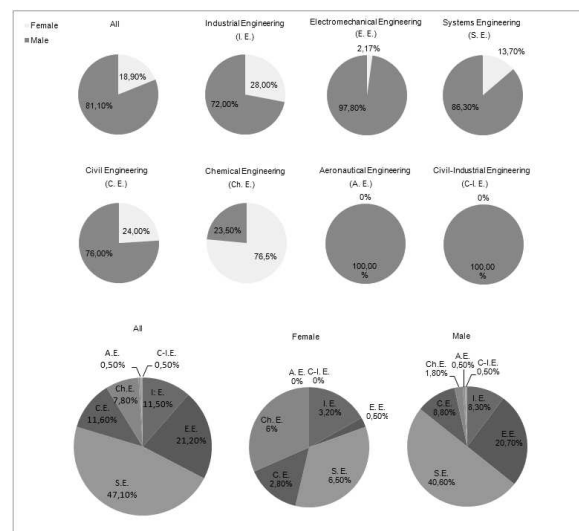 Female
Male
All
18,90%
81,10%
Industrial Engineering
(I. E.)
28,00%
72,00%
Electromechanical Engineering
(E. E.)
2,17%
97,80%
Systems Engineering
(S. E.)
13,70%
86,30%
Civil Engineering
(C. E.)
24,00%
76,00%
Chemical Engineering
(Ch. E.)
23,50%
76,5%
Aeronautical Engineering
(A. E.)
0%
100,00
%
Civil-Industrial Engineering
(C-I. E.)
0%
100,00
%
All
A.E.
0,50%
C-I.E.
0,50%
Ch.E.
7,80%
I: E.
11,50%
C.E.
11,60%
E.E.
21,20%
S.E.
47,10%
Female
A. E.
0%
C-I. E.
0%
I. E.
3,20%
E. E.
0,50%
Ch. E.
6%
C. E.
2,80%
S. E.
6,50%
Male
A.E.
0,50%
C-I.E.
0,50%
Ch.E.
1,80%
I. E.
8,30%
C.E.
8,80%
E.E.
20,70%
S.E.
40,60%